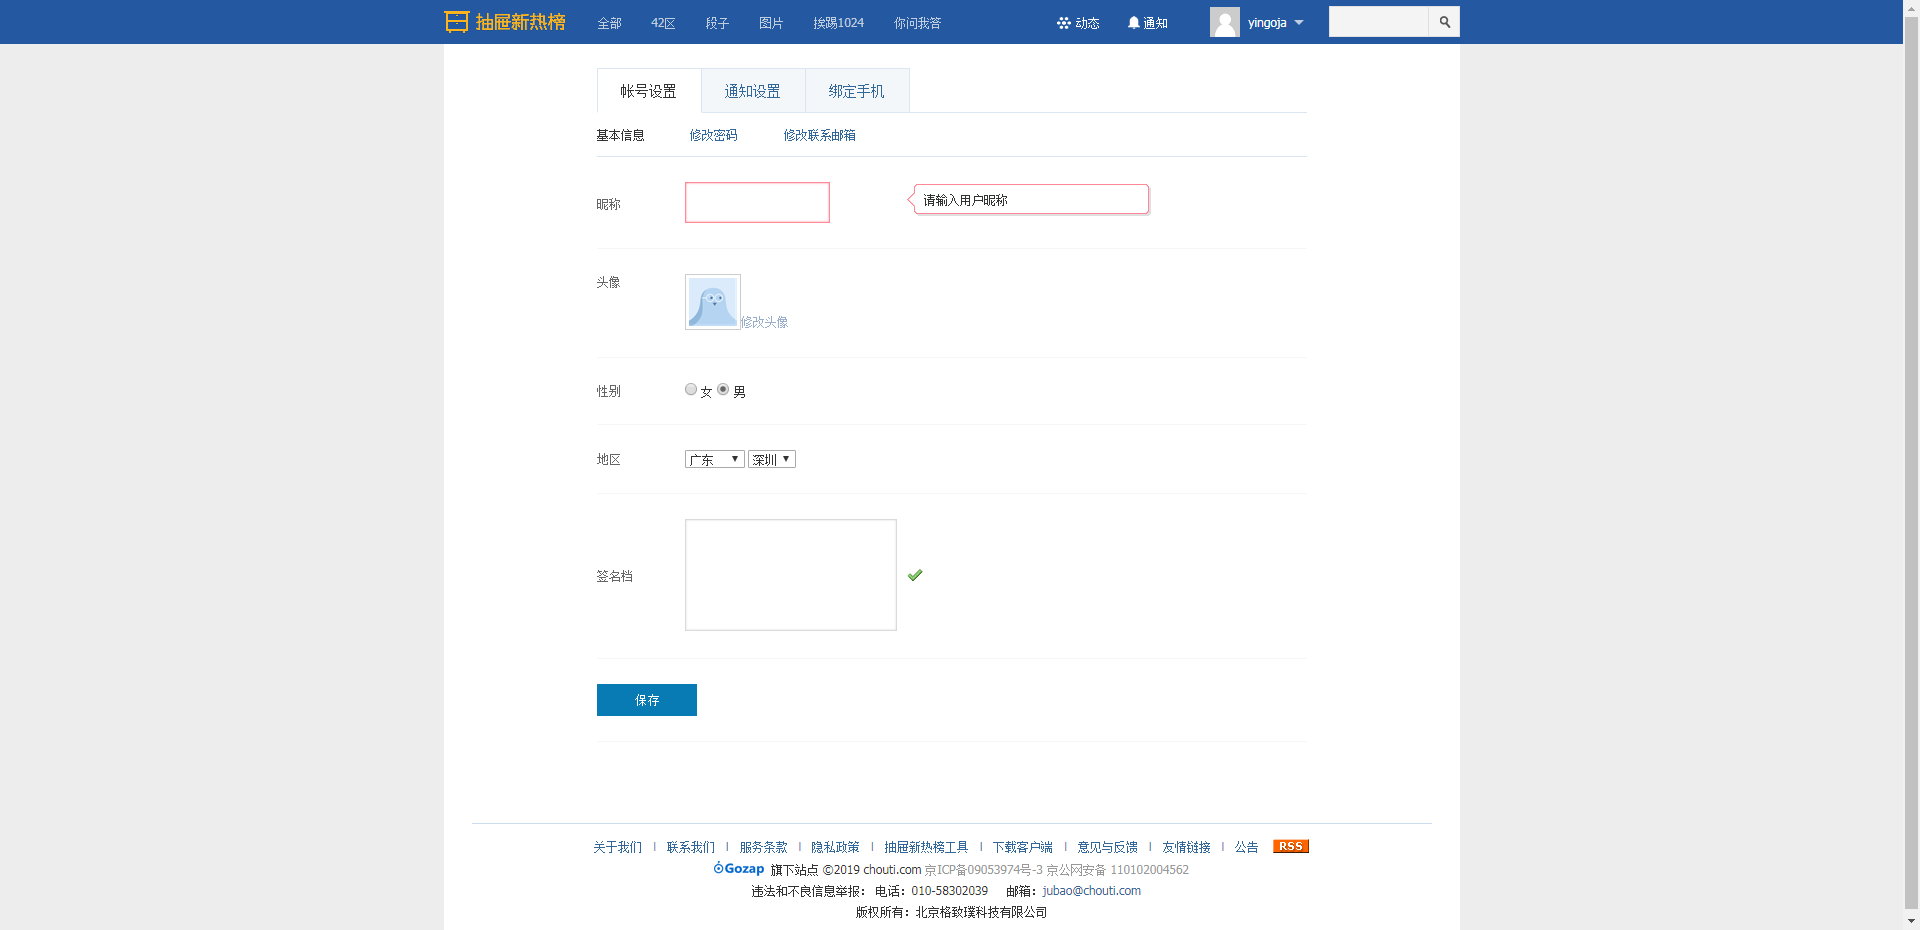 抽屉新热榜 全部 42区 段子 图片 挨踢1024 你问我答 动态 通知 yingoja
帐号设置 通知设置 绑定手机
基本信息 修改密码 修改联系邮箱
昵称 请输入用户昵称
头像 修改头像
性别 女 男
地区 广东 深圳
签名档
保存
关于我们 | 联系我们 | 服务条款 | 隐私政策 | 抽屉新热榜工具 | 下载客户端 | 意见与反馈 | 友情链接 | 公告 RSS
Gozap 旗下站点 ©2019 chouti.com 京ICP备09053974号-3 京公网安备 110102004562
违法和不良信息举报： 电话：010-58302039 邮箱：jubao@chouti.com
版权所有：北京格致璞科技有限公司